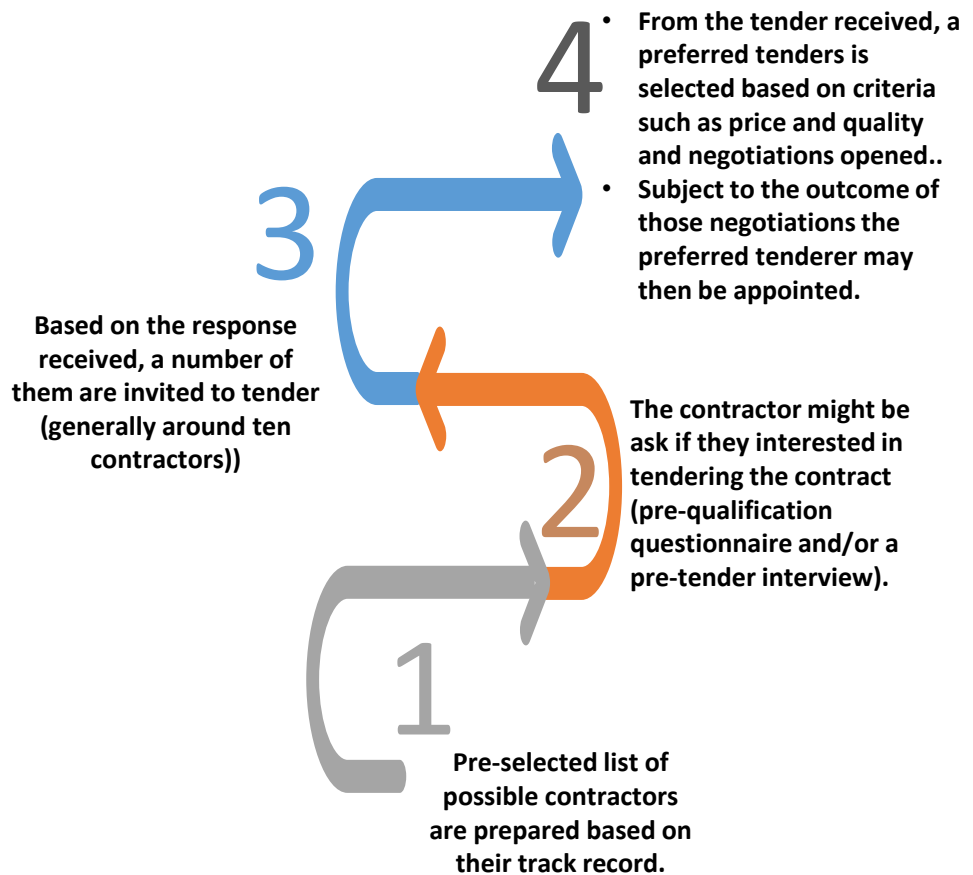 4
• From the tender received, a
preferred tenders is
selected based on criteria
such as price and quality
and negotiations opened..
• Subject to the outcome of
those negotiations the
preferred tenderer may
then be appointed.
3
Based on the response
received, a number of
them are invited to tender
(generally around ten
contractors))
2
The contractor might be
ask if they interested in
tendering the contract
(pre-qualification
questionnaire and/or a
pre-tender interview).
1
Pre-selected list of
possible contractors
are prepared based on
their track record.